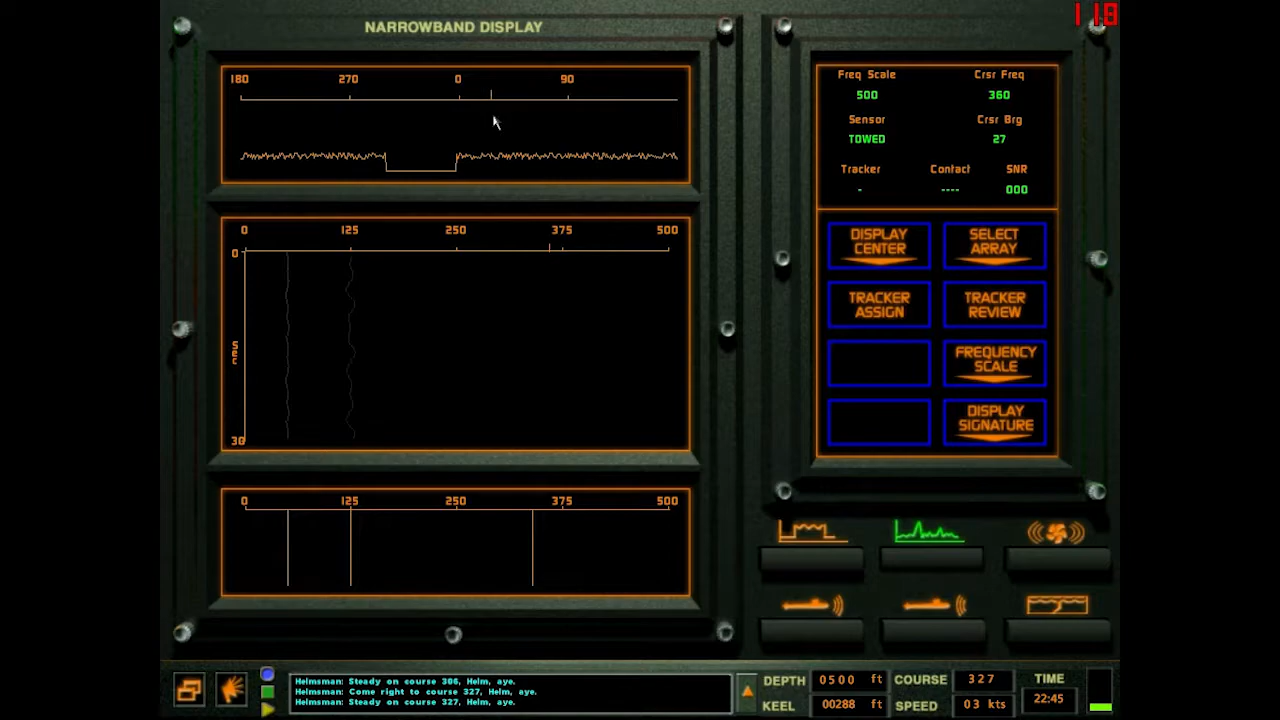 118
NARROWBAND DISPLAY
180 270 0 90
0 125 250 375 500
0
Sec
30
0 125 250 375 500
Freq Scale Crsr Freq
500 360
Sensor Crsr Brg
TOWED 27
Tracker Contact SNR
- ---- 000
DISPLAY CENTER
SELECT ARRAY
TRACKER ASSIGN
TRACKER REVIEW
FREQUENCY SCALE
DISPLAY SIGNATURE
Helmsman: Steady on course 306, Helm, aye.
Helmsman: Come right to course 327, Helm, aye.
Helmsman: Steady on course 327, Helm, aye.
DEPTH 0500 ft COURSE 327 TIME
KEEL 00288 ft SPEED 03 kts 22:45